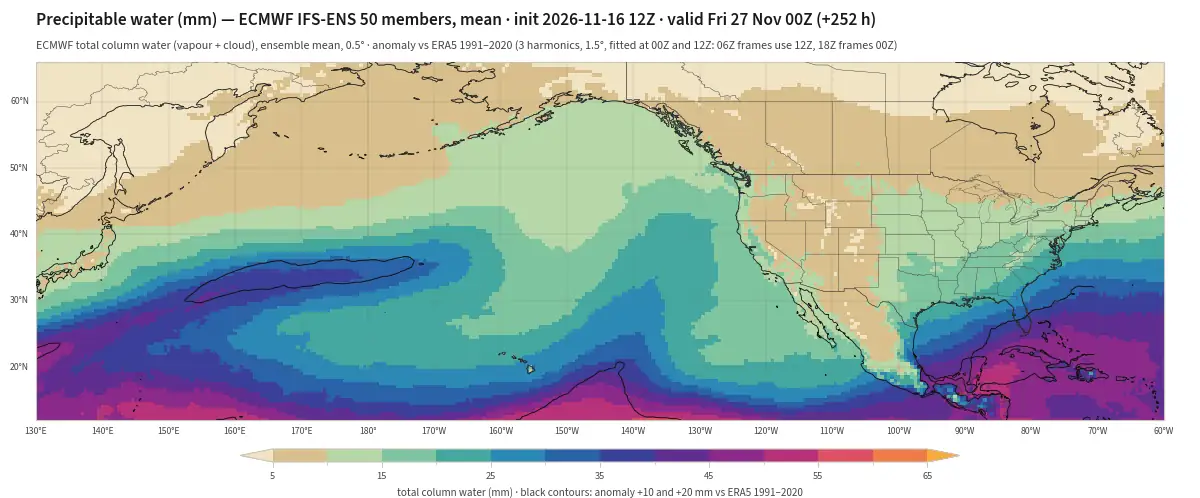 Precipitable water (mm) — ECMWF IFS-ENS 50 members, mean · init 2026-11-16 12Z · valid Fri 27 Nov 00Z (+252 h)
ECMWF total column water (vapour + cloud), ensemble mean, 0.5° · anomaly vs ERA5 1991–2020 (3 harmonics, 1.5°, fitted at 00Z and 12Z: 06Z frames use 12Z, 18Z frames 00Z)
60°N
50°N
40°N
30°N
20°N
130°E 140°E 150°E 160°E 170°E 180° 170°W 160°W 150°W 140°W 130°W 120°W 110°W 100°W 90°W 80°W 70°W 60°W
5 15 25 35 45 55 65
total column water (mm) · black contours: anomaly +10 and +20 mm vs ERA5 1991–2020